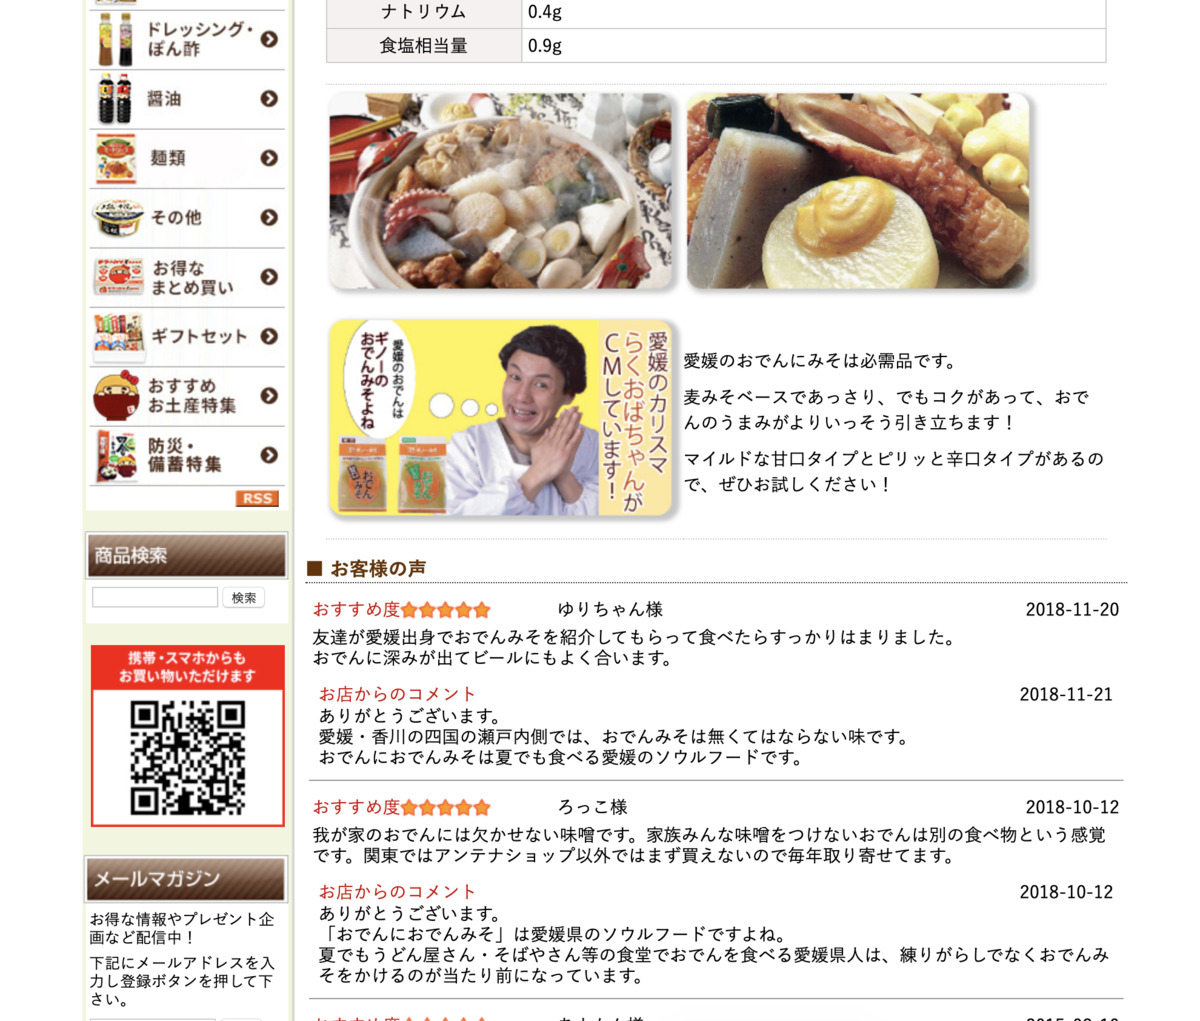 ドレッシング・
ぽん酢
醤油
麺類
その他
お得な
まとめ買い
ギフトセット
おすすめ
お土産特集
防災・
備蓄特集
RSS
商品検索
検索
携帯・スマホからも
お買い物いただけます
メールマガジン
お得な情報やプレゼント企
画など配信中！
下記にメールアドレスを入
力し登録ボタンを押して下
さい。
ナトリウム 0.4g
食塩相当量 0.9g
愛媛のおでんは
ギノーの
おでんみそよね
愛媛のカリスマ
らくおばちゃんが
CMしています！
おでんみそ
おでんみそ
愛媛のおでんにみそは必需品です。
麦みそベースであっさり、でもコクがあって、おで
んのうまみがよりいっそう引き立ちます！
マイルドな甘口タイプとピリッと辛口タイプがあるの
で、ぜひお試しください！
■ お客様の声
おすすめ度★★★★★ ゆりちゃん様 2018-11-20
友達が愛媛出身でおでんみそを紹介してもらって食べたらすっかりはまりました。
おでんに深みが出てビールにもよく合います。
お店からのコメント 2018-11-21
ありがとうございます。
愛媛・香川の四国の瀬戸内側では、おでんみそは無くてはならない味です。
おでんにおでんみそは夏でも食べる愛媛のソウルフードです。
おすすめ度★★★★★ ろっこ様 2018-10-12
我が家のおでんには欠かせない味噌です。家族みんな味噌をつけないおでんは別の食べ物という感覚
です。関東ではアンテナショップ以外ではまず買えないので毎年取り寄せてます。
お店からのコメント 2018-10-12
ありがとうございます。
「おでんにおでんみそ」は愛媛県のソウルフードですよね。
夏でもうどん屋さん・そばやさん等の食堂でおでんを食べる愛媛県人は、練りがらしでなくおでんみ
そをかけるのが当たり前になっています。